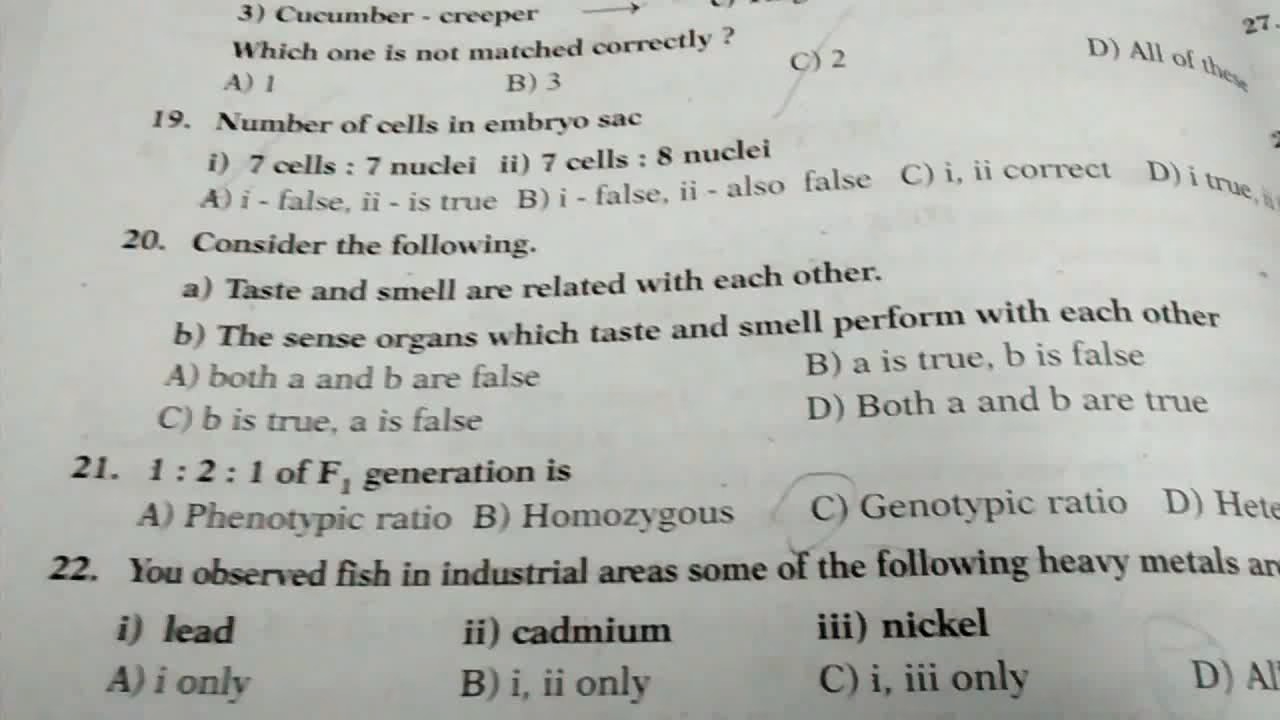 3) Cucumber - creeper →
Which one is not matched correctly ?
A) 1 B) 3 C) 2 D) All of these
27.
19. Number of cells in embryo sac
i) 7 cells : 7 nuclei ii) 7 cells : 8 nuclei
A) i - false, ii - is true B) i - false, ii - also false C) i, ii correct D) i true,
20. Consider the following.
a) Taste and smell are related with each other.
b) The sense organs which taste and smell perform with each other
A) both a and b are false B) a is true, b is false
C) b is true, a is false D) Both a and b are true
21. 1 : 2 : 1 of F₁ generation is
A) Phenotypic ratio B) Homozygous C) Genotypic ratio D) Hete
22. You observed fish in industrial areas some of the following heavy metals ar
i) lead ii) cadmium iii) nickel
A) i only B) i, ii only C) i, iii only D) Al